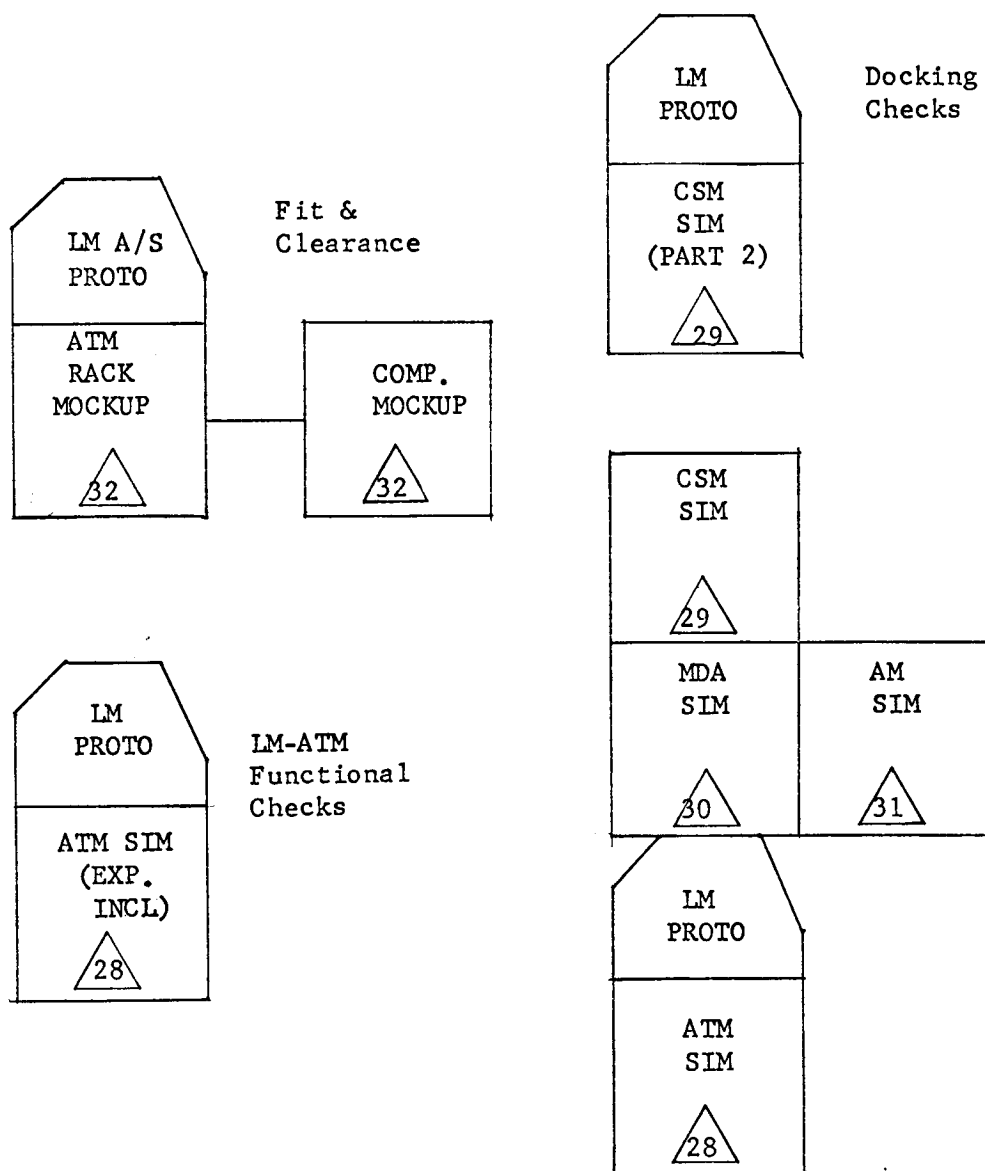 LM A/S
PROTO
ATM
RACK
MOCKUP
32
Fit &
Clearance
COMP.
MOCKUP
32
LM
PROTO
ATM SIM
(EXP.
INCL)
28
LM-ATM
Functional
Checks
LM
PROTO
CSM
SIM
(PART 2)
29
Docking
Checks
CSM
SIM
29
MDA
SIM
30
AM
SIM
31
LM
PROTO
ATM
SIM
28